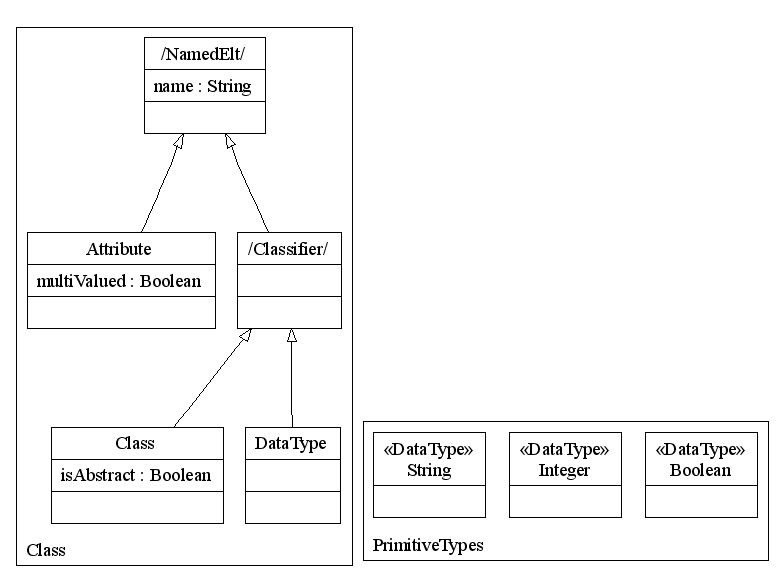 /NamedElt/
name : String
Attribute
multiValued : Boolean
/Classifier/
Class
isAbstract : Boolean
DataType
Class
«DataType»
String
«DataType»
Integer
«DataType»
Boolean
PrimitiveTypes